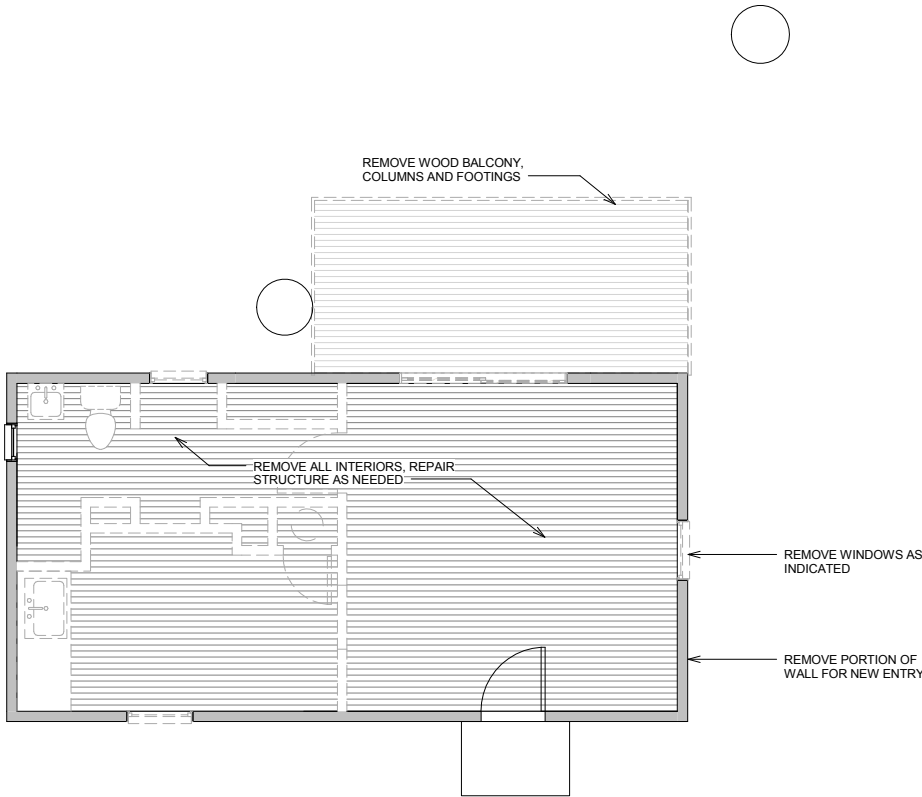 REMOVE WOOD BALCONY,
COLUMNS AND FOOTINGS
REMOVE ALL INTERIORS, REPAIR
STRUCTURE AS NEEDED
REMOVE WINDOWS AS
INDICATED
REMOVE PORTION OF
WALL FOR NEW ENTRY